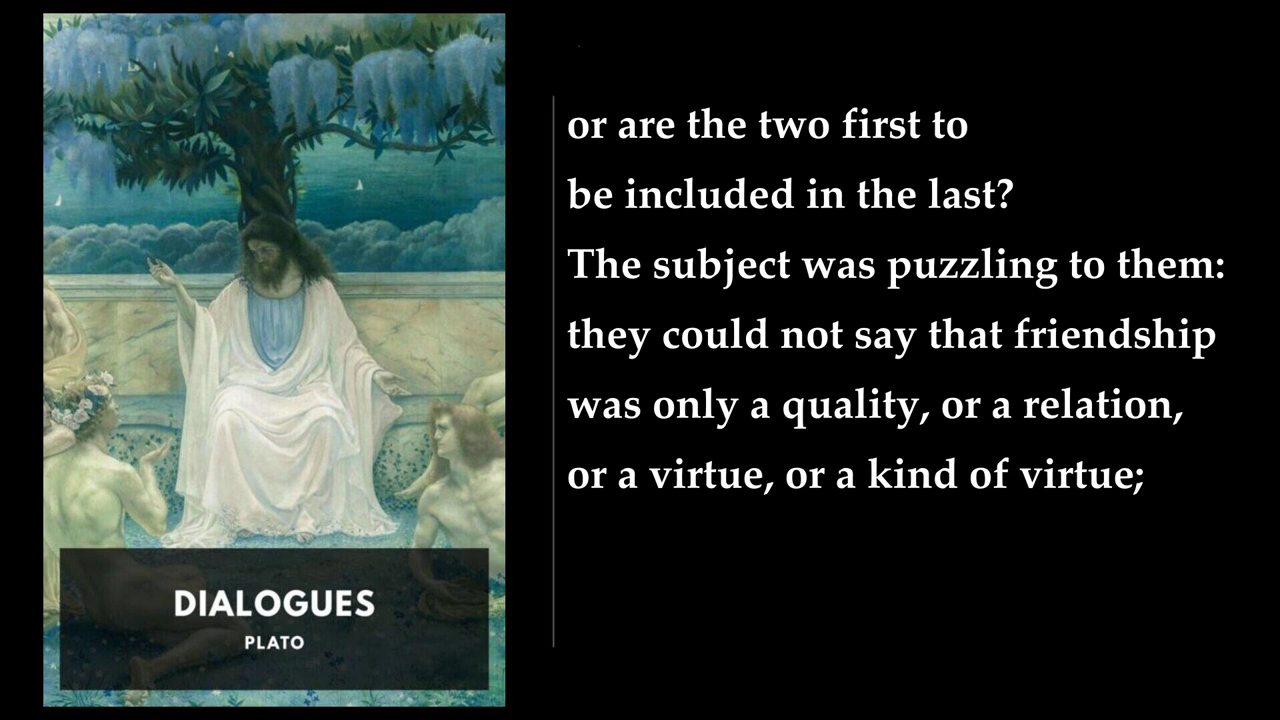 DIALOGUES
PLATO
or are the two first to
be included in the last?
The subject was puzzling to them:
they could not say that friendship
was only a quality, or a relation,
or a virtue, or a kind of virtue;